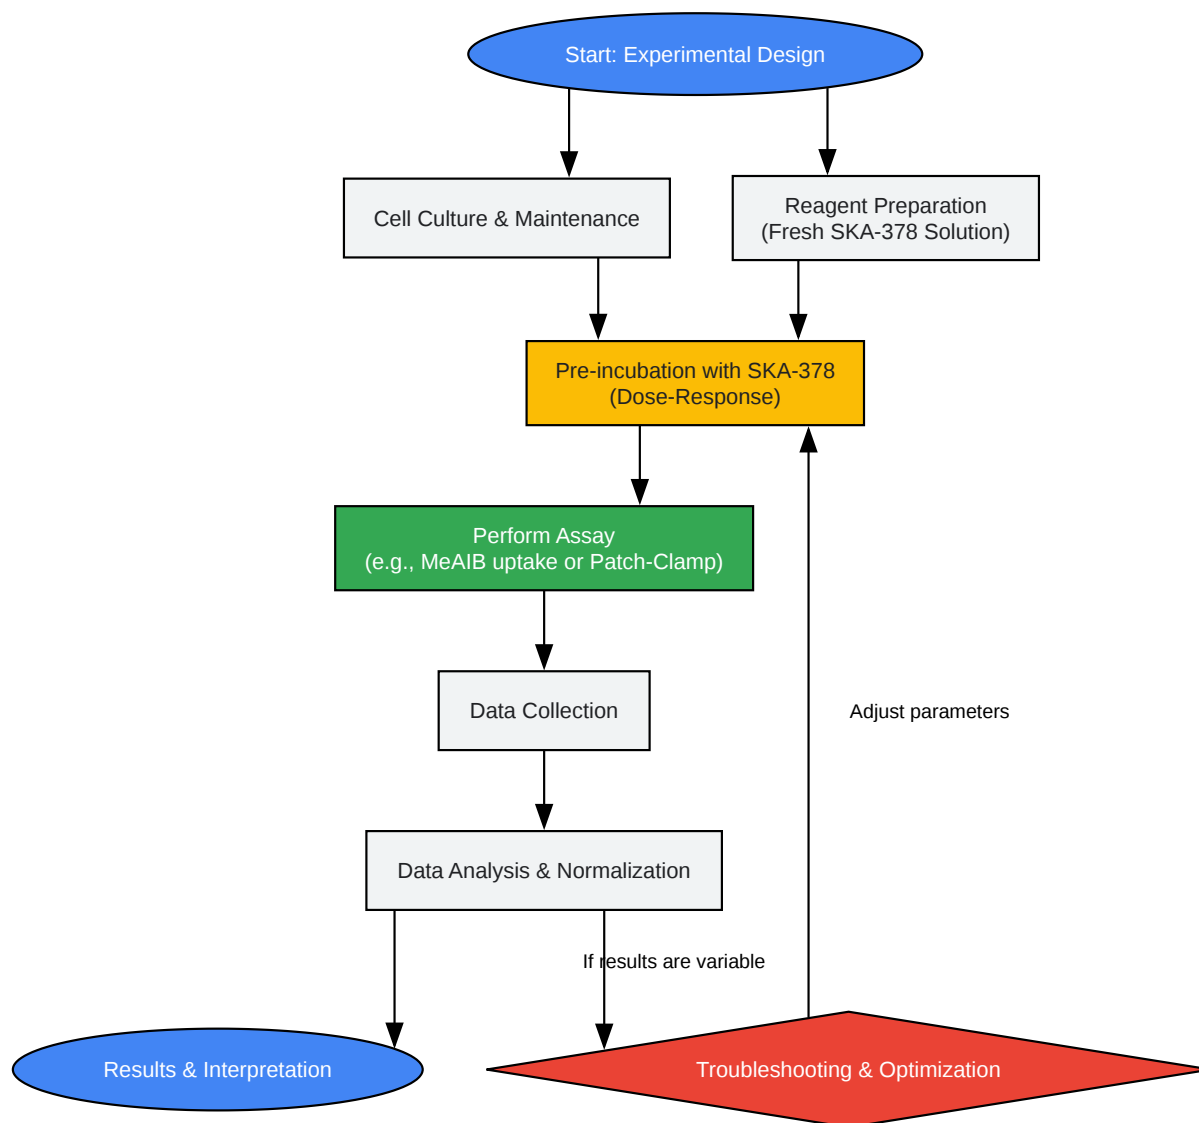 Start: Experimental Design
Cell Culture & Maintenance
Reagent Preparation
(Fresh SKA-378 Solution)
Pre-incubation with SKA-378
(Dose-Response)
Perform Assay
(e.g., MeAIB uptake or Patch-Clamp)
Data Collection
Adjust parameters
Data Analysis & Normalization
If results are variable
Results & Interpretation
Troubleshooting & Optimization